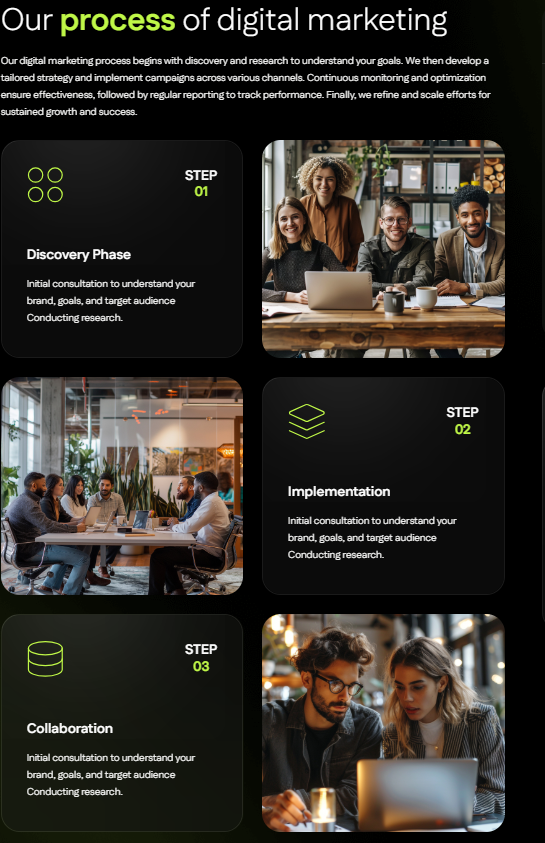 Our process of digital marketing
Our digital marketing process begins with discovery and research to understand your goals. We then develop a
tailored strategy and implement campaigns across various channels. Continuous monitoring and optimization
ensure effectiveness, followed by regular reporting to track performance. Finally, we refine and scale efforts for
sustained growth and success.
STEP
01
Discovery Phase
Initial consultation to understand your
brand, goals, and target audience
Conducting research.
STEP
02
Implementation
Initial consultation to understand your
brand, goals, and target audience
Conducting research.
STEP
03
Collaboration
Initial consultation to understand your
brand, goals, and target audience
Conducting research.